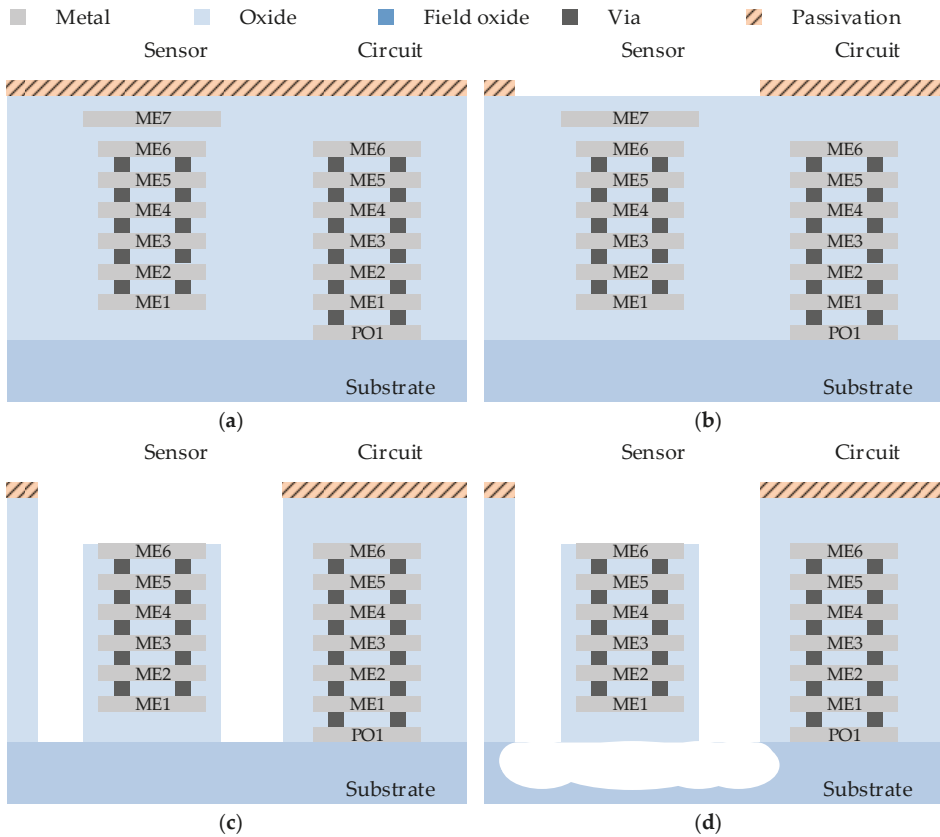 Metal Oxide Field oxide Via Passivation
Sensor Circuit Sensor Circuit
ME7 ME7
ME6 ME6 ME6 ME6
ME5 ME5 ME5 ME5
ME4 ME4 ME4 ME4
ME3 ME3 ME3 ME3
ME2 ME2 ME2 ME2
ME1 ME1 ME1 ME1
PO1 PO1
Substrate Substrate
(a) (b)
Sensor Circuit Sensor Circuit
ME6 ME6 ME6 ME6
ME5 ME5 ME5 ME5
ME4 ME4 ME4 ME4
ME3 ME3 ME3 ME3
ME2 ME2 ME2 ME2
ME1 ME1 ME1 ME1
PO1 PO1
Substrate Substrate
(c) (d)